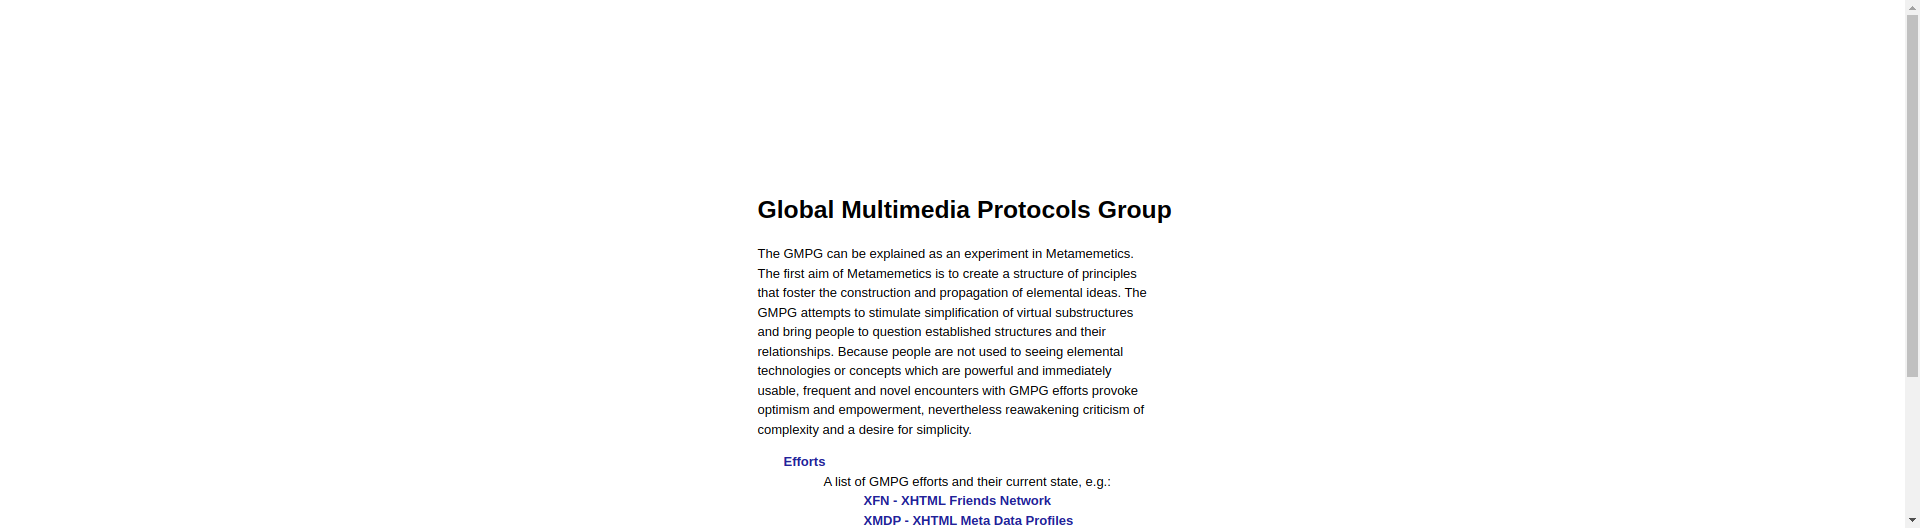 Global Multimedia Protocols Group
The GMPG can be explained as an experiment in Metamemetics.
The first aim of Metamemetics is to create a structure of principles
that foster the construction and propagation of elemental ideas. The
GMPG attempts to stimulate simplification of virtual substructures
and bring people to question established structures and their
relationships. Because people are not used to seeing elemental
technologies or concepts which are powerful and immediately
usable, frequent and novel encounters with GMPG efforts provoke
optimism and empowerment, nevertheless reawakening criticism of
complexity and a desire for simplicity.
Efforts
A list of GMPG efforts and their current state, e.g.:
XFN - XHTML Friends Network
XMDP - XHTML Meta Data Profiles